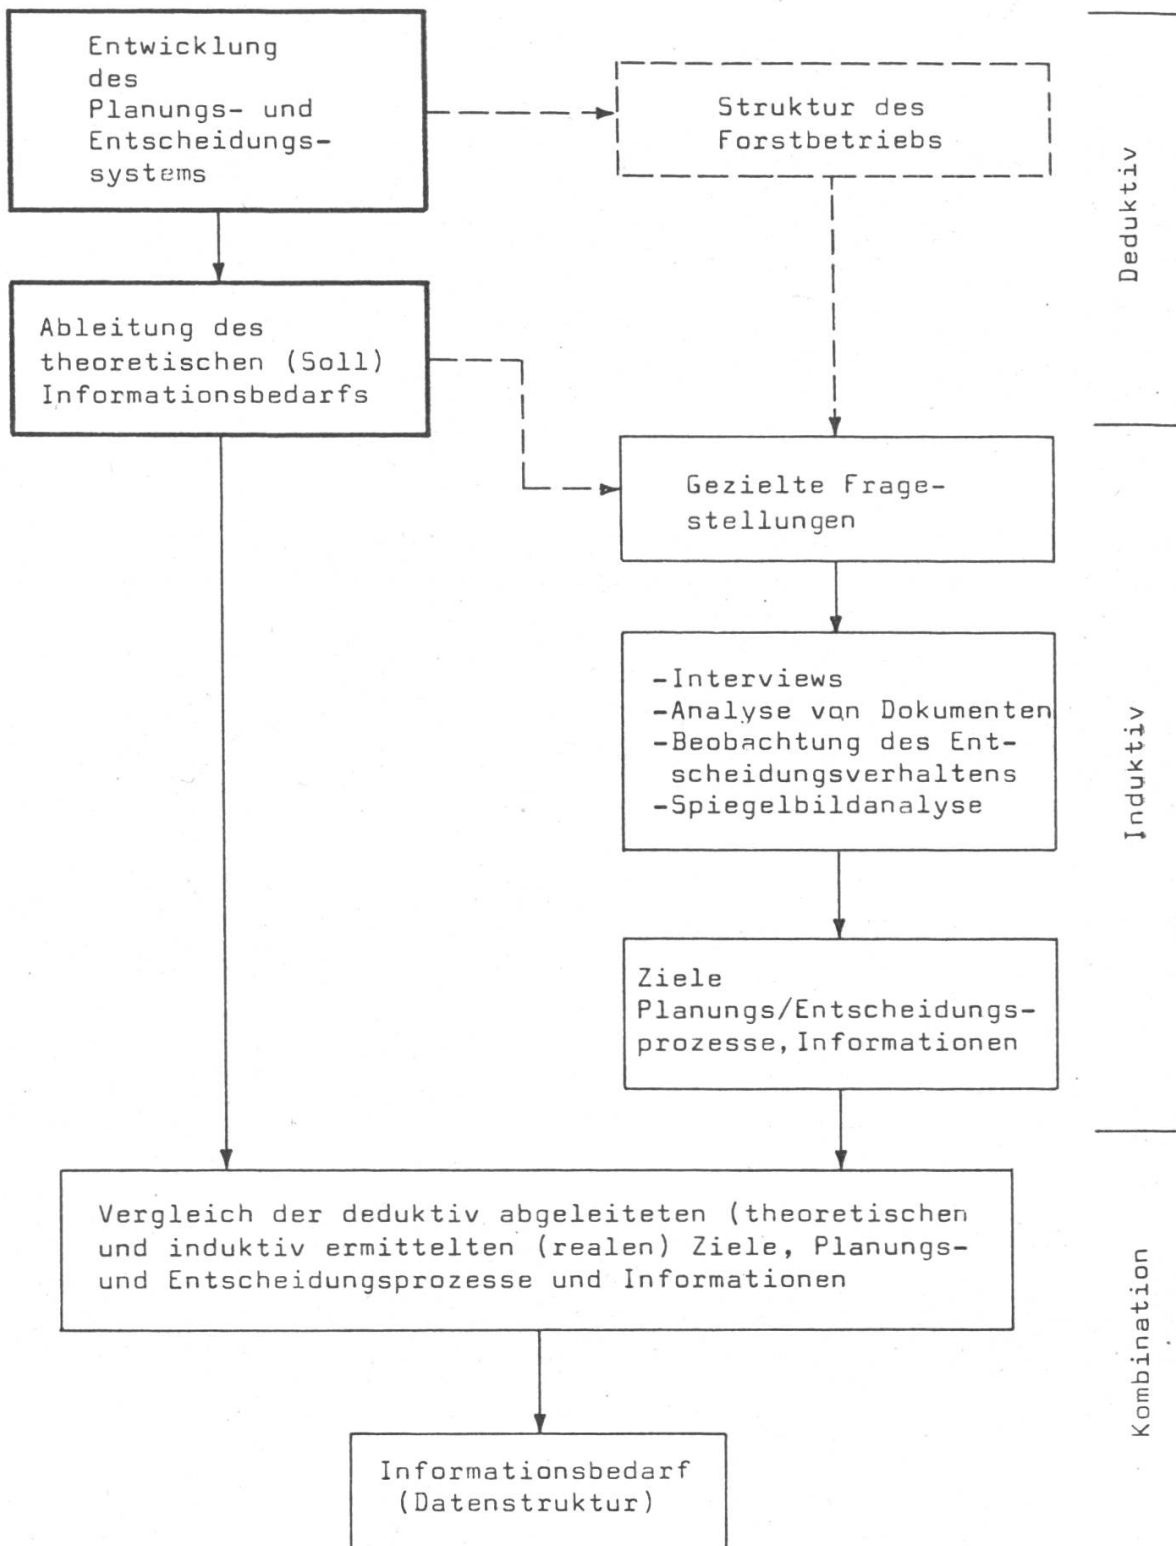 Entwicklung
des
Planungs- und
Entscheidungs-
systems
Struktur des
Forstbetriebs
Deduktiv
Ableitung des
theoretischen (Soll)
Informationsbedarfs
Gezielte Frage-
stellungen
-Interviews
-Analyse von Dokumenten
-Beobachtung des Ent-
scheidungsverhaltens
-Spiegelbildanalyse
Induktiv
Ziele
Planungs/Entscheidungs-
prozesse, Informationen
Vergleich der deduktiv abgeleiteten (theoretischen
und induktiv ermittelten (realen) Ziele, Planungs-
und Entscheidungsprozesse und Informationen
Kombination
Informationsbedarf
(Datenstruktur)